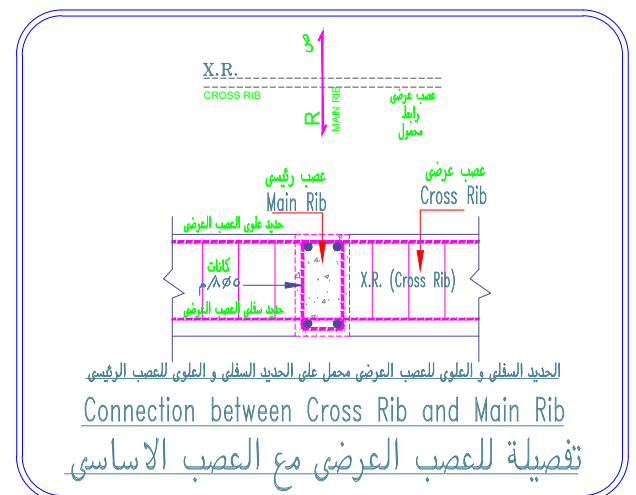 ع
X.R.
CROSS RIB
R
MAIN RIB
عصب عرضى
رابط
محمول
عصب رئيسى
Main Rib
عصب عرضى
Cross Rib
حديد علوى العصب العرضى
كانات
٥Ø٨/م
X.R. (Cross Rib)
حديد سفلى العصب العرضى
الحديد السفلى و العلوى للعصب العرضى محمل على الحديد السفلى و العلوى للعصب الرئيسى
Connection between Cross Rib and Main Rib
تفصيلة للعصب العرضى مع العصب الاساسى